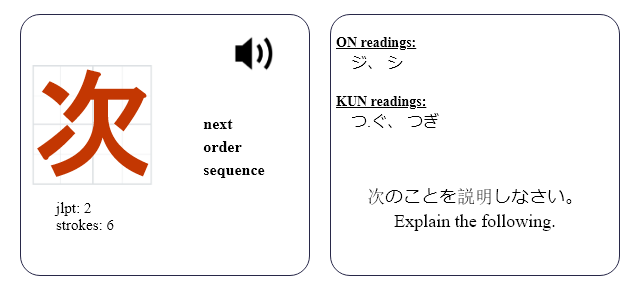 次
next
order
sequence
jlpt: 2
strokes: 6
ON readings:
ジ、 シ
KUN readings:
つ.ぐ、 つぎ
次のことを説明しなさい。
Explain the following.